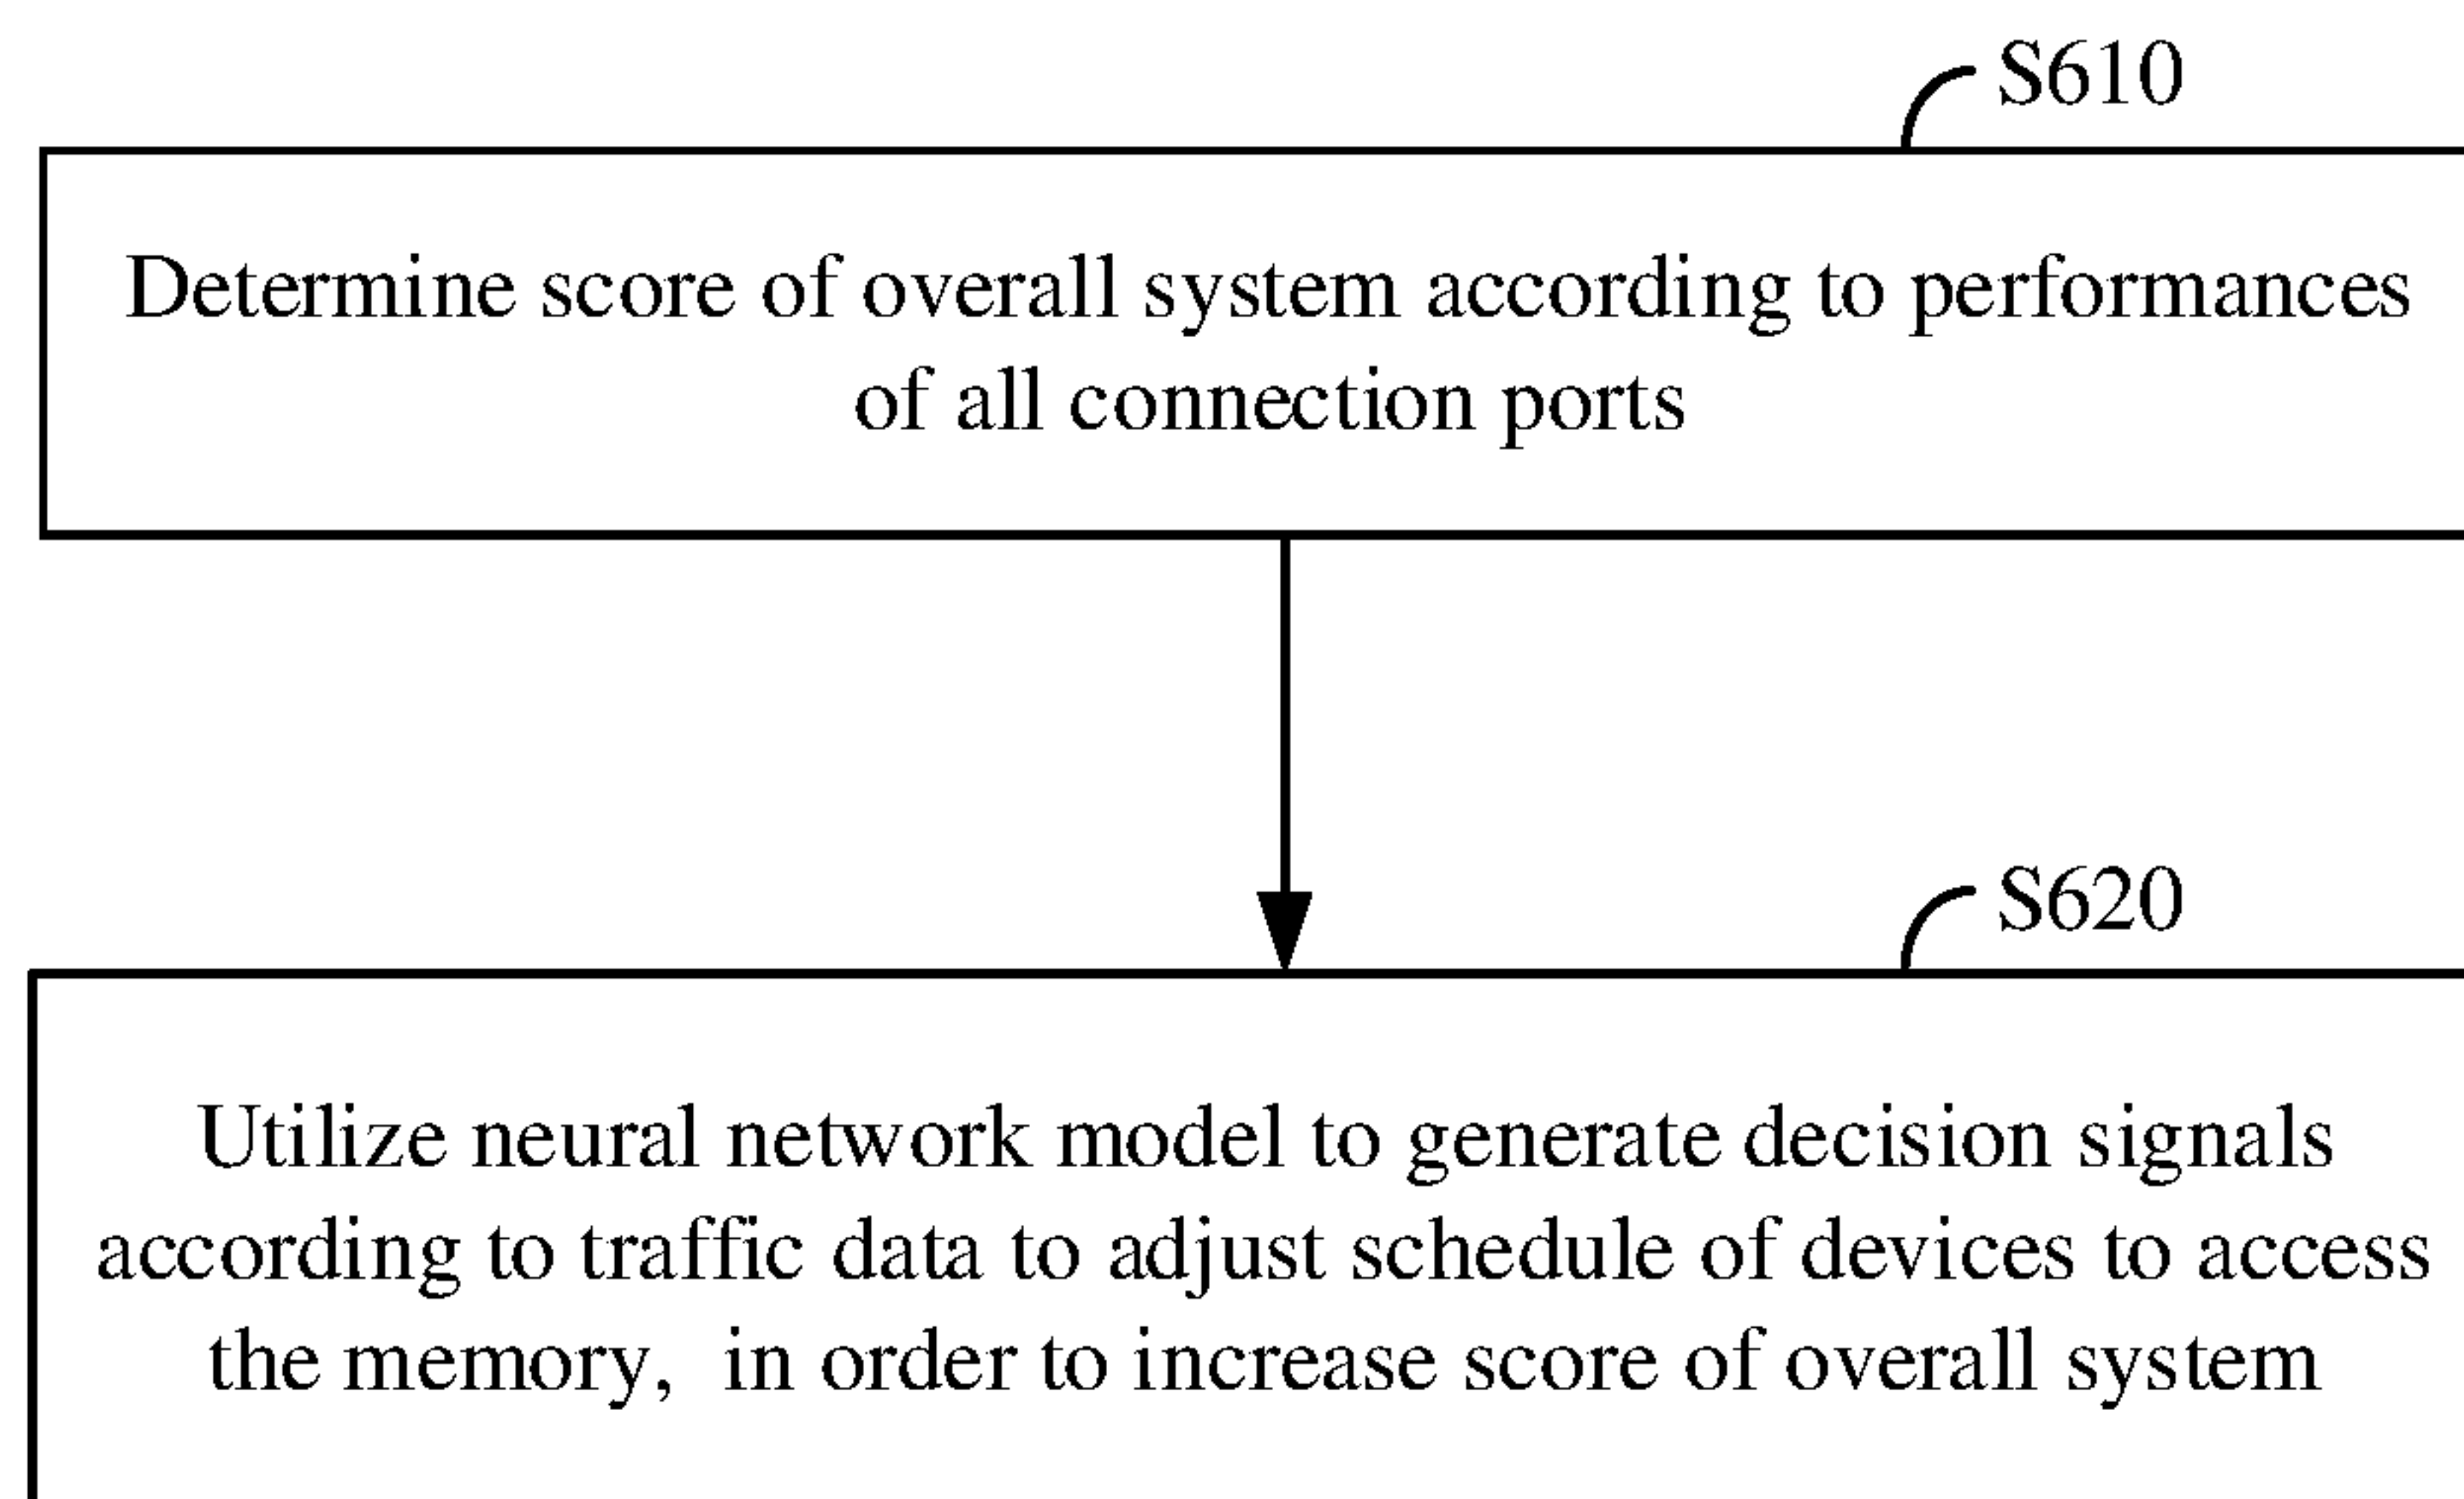 S610
Determine score of overall system according to performances
of all connection ports
S620
Utilize neural network model to generate decision signals
according to traffic data to adjust schedule of devices to access
the memory, in order to increase score of overall system